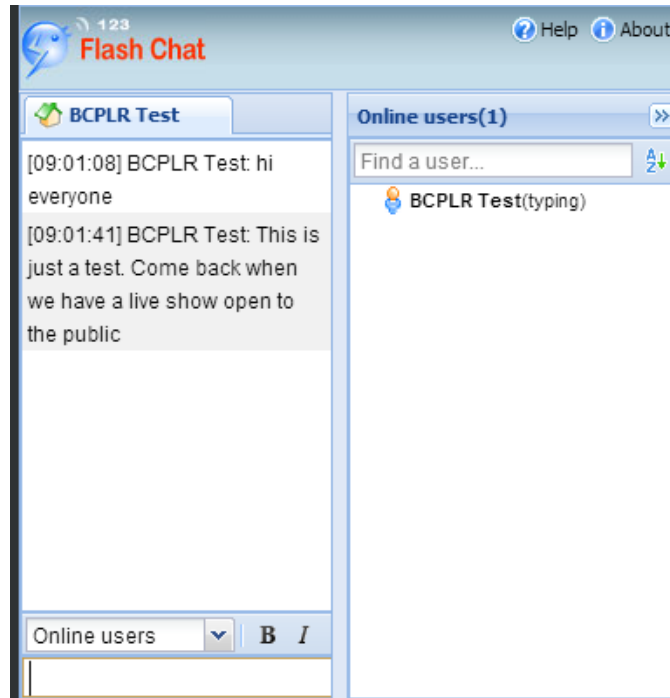 123
Flash Chat
Help
About
BCPLR Test
[09:01:08] BCPLR Test: hi
everyone
[09:01:41] BCPLR Test: This is
just a test. Come back when
we have a live show open to
the public
Online users
B I
Online users(1)
Find a user...
A
Z
BCPLR Test(typing)